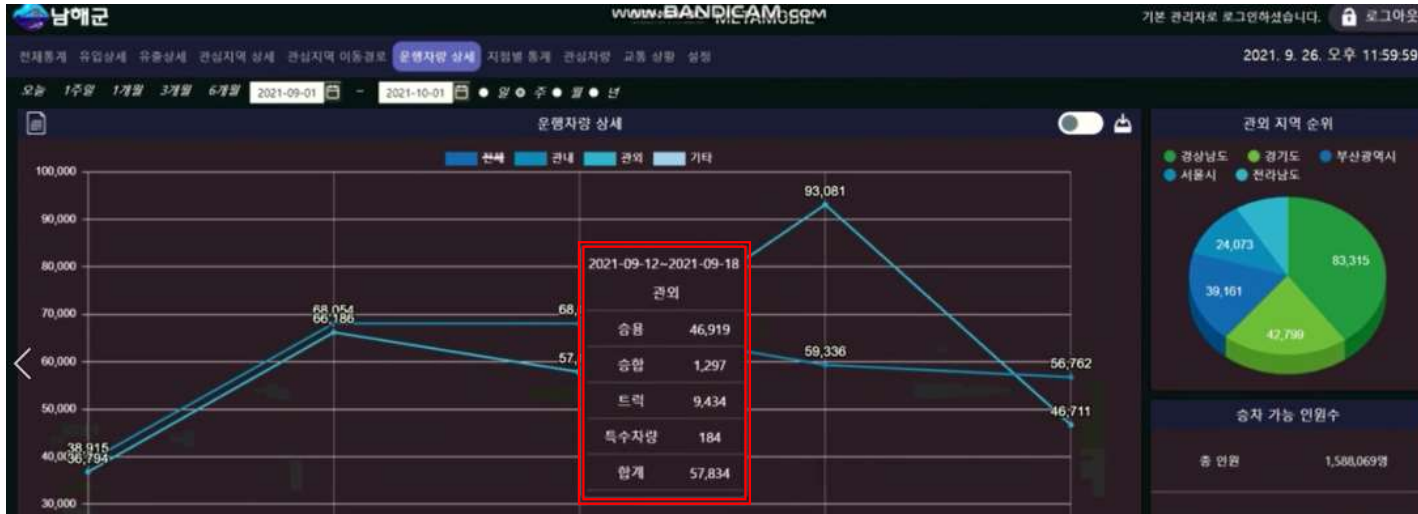 남해군
www.BANDICAM.COM
기본 관리자로 로그인하셨습니다.
로그아웃
전체통계 유입상세 유출상세 관심지역 상세 관심지역 이동경로 운행차량 상세 지점별 통계 관심차량 교통 상황 설정
2021. 9. 26. 오후 11:59:59
오늘 1주일 1개월 3개월 6개월 2021-09-01 ~ 2021-10-01 일 주 월 년
운행차량 상세
전체 관내 관외 기타
100,000
90,000
80,000
70,000
60,000
50,000
40,000
30,000
38,915
36,794
68,054
66,186
68,
57,
93,081
59,336
56,762
46,711
2021-09-12~2021-09-18
관외
승용 46,919
승합 1,297
트럭 9,434
특수차량 184
합계 57,834
관외 지역 순위
경상남도 경기도 부산광역시
서울시 전라남도
24,073
83,315
39,161
42,799
승차 가능 인원수
총 인원 1,588,069명